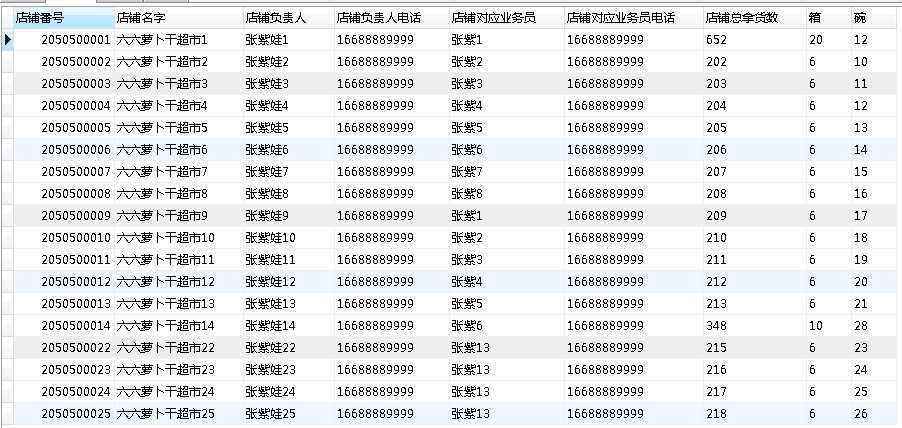 店铺番号 店铺名字 店铺负责人 店铺负责人电话 店铺对应业务员 店铺对应业务员电话 店铺总拿货数 箱 碗
2050500001 六六萝卜干超市1 张紫娃1 16688889999 张紫1 16688889999 652 20 12
2050500002 六六萝卜干超市2 张紫娃2 16688889999 张紫2 16688889999 202 6 10
2050500003 六六萝卜干超市3 张紫娃3 16688889999 张紫3 16688889999 203 6 11
2050500004 六六萝卜干超市4 张紫娃4 16688889999 张紫4 16688889999 204 6 12
2050500005 六六萝卜干超市5 张紫娃5 16688889999 张紫5 16688889999 205 6 13
2050500006 六六萝卜干超市6 张紫娃6 16688889999 张紫6 16688889999 206 6 14
2050500007 六六萝卜干超市7 张紫娃7 16688889999 张紫7 16688889999 207 6 15
2050500008 六六萝卜干超市8 张紫娃8 16688889999 张紫8 16688889999 208 6 16
2050500009 六六萝卜干超市9 张紫娃9 16688889999 张紫1 16688889999 209 6 17
2050500010 六六萝卜干超市10 张紫娃10 16688889999 张紫2 16688889999 210 6 18
2050500011 六六萝卜干超市11 张紫娃11 16688889999 张紫3 16688889999 211 6 19
2050500012 六六萝卜干超市12 张紫娃12 16688889999 张紫4 16688889999 212 6 20
2050500013 六六萝卜干超市13 张紫娃13 16688889999 张紫5 16688889999 213 6 21
2050500014 六六萝卜干超市14 张紫娃14 16688889999 张紫6 16688889999 348 10 28
2050500022 六六萝卜干超市22 张紫娃22 16688889999 张紫13 16688889999 215 6 23
2050500023 六六萝卜干超市23 张紫娃23 16688889999 张紫13 16688889999 216 6 24
2050500024 六六萝卜干超市24 张紫娃24 16688889999 张紫13 16688889999 217 6 25
2050500025 六六萝卜干超市25 张紫娃25 16688889999 张紫13 16688889999 218 6 26